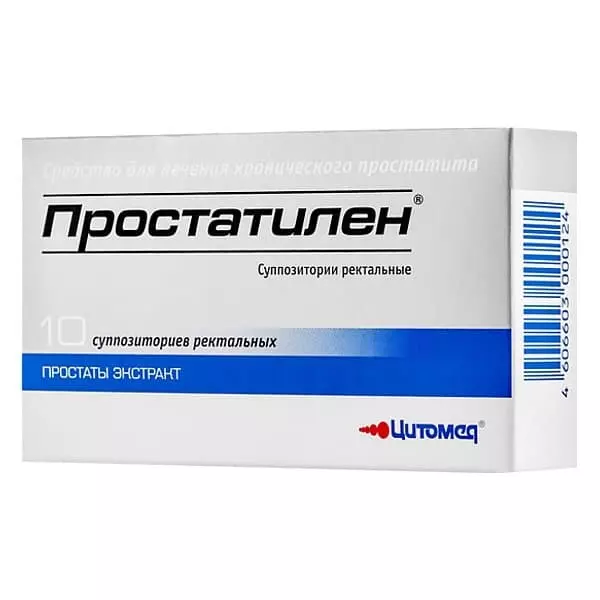 Средство для лечения хронического простатита
Простатилен®
Суппозитории ректальные
10 суппозиториев ректальных
ПРОСТАТЫ ЭКСТРАКТ
Цитомед®
4 606603 000124